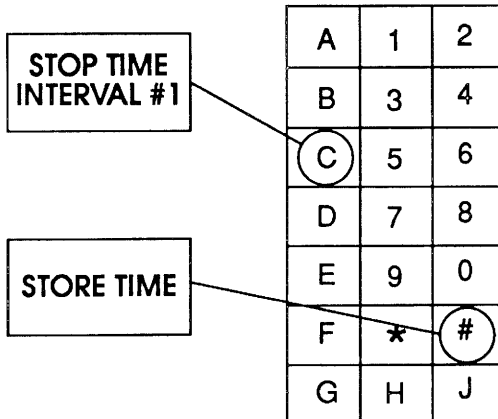 STOP TIME
INTERVAL #1
STORE TIME
A 1 2
B 3 4
C 5 6
D 7 8
E 9 0
F * #
G H J